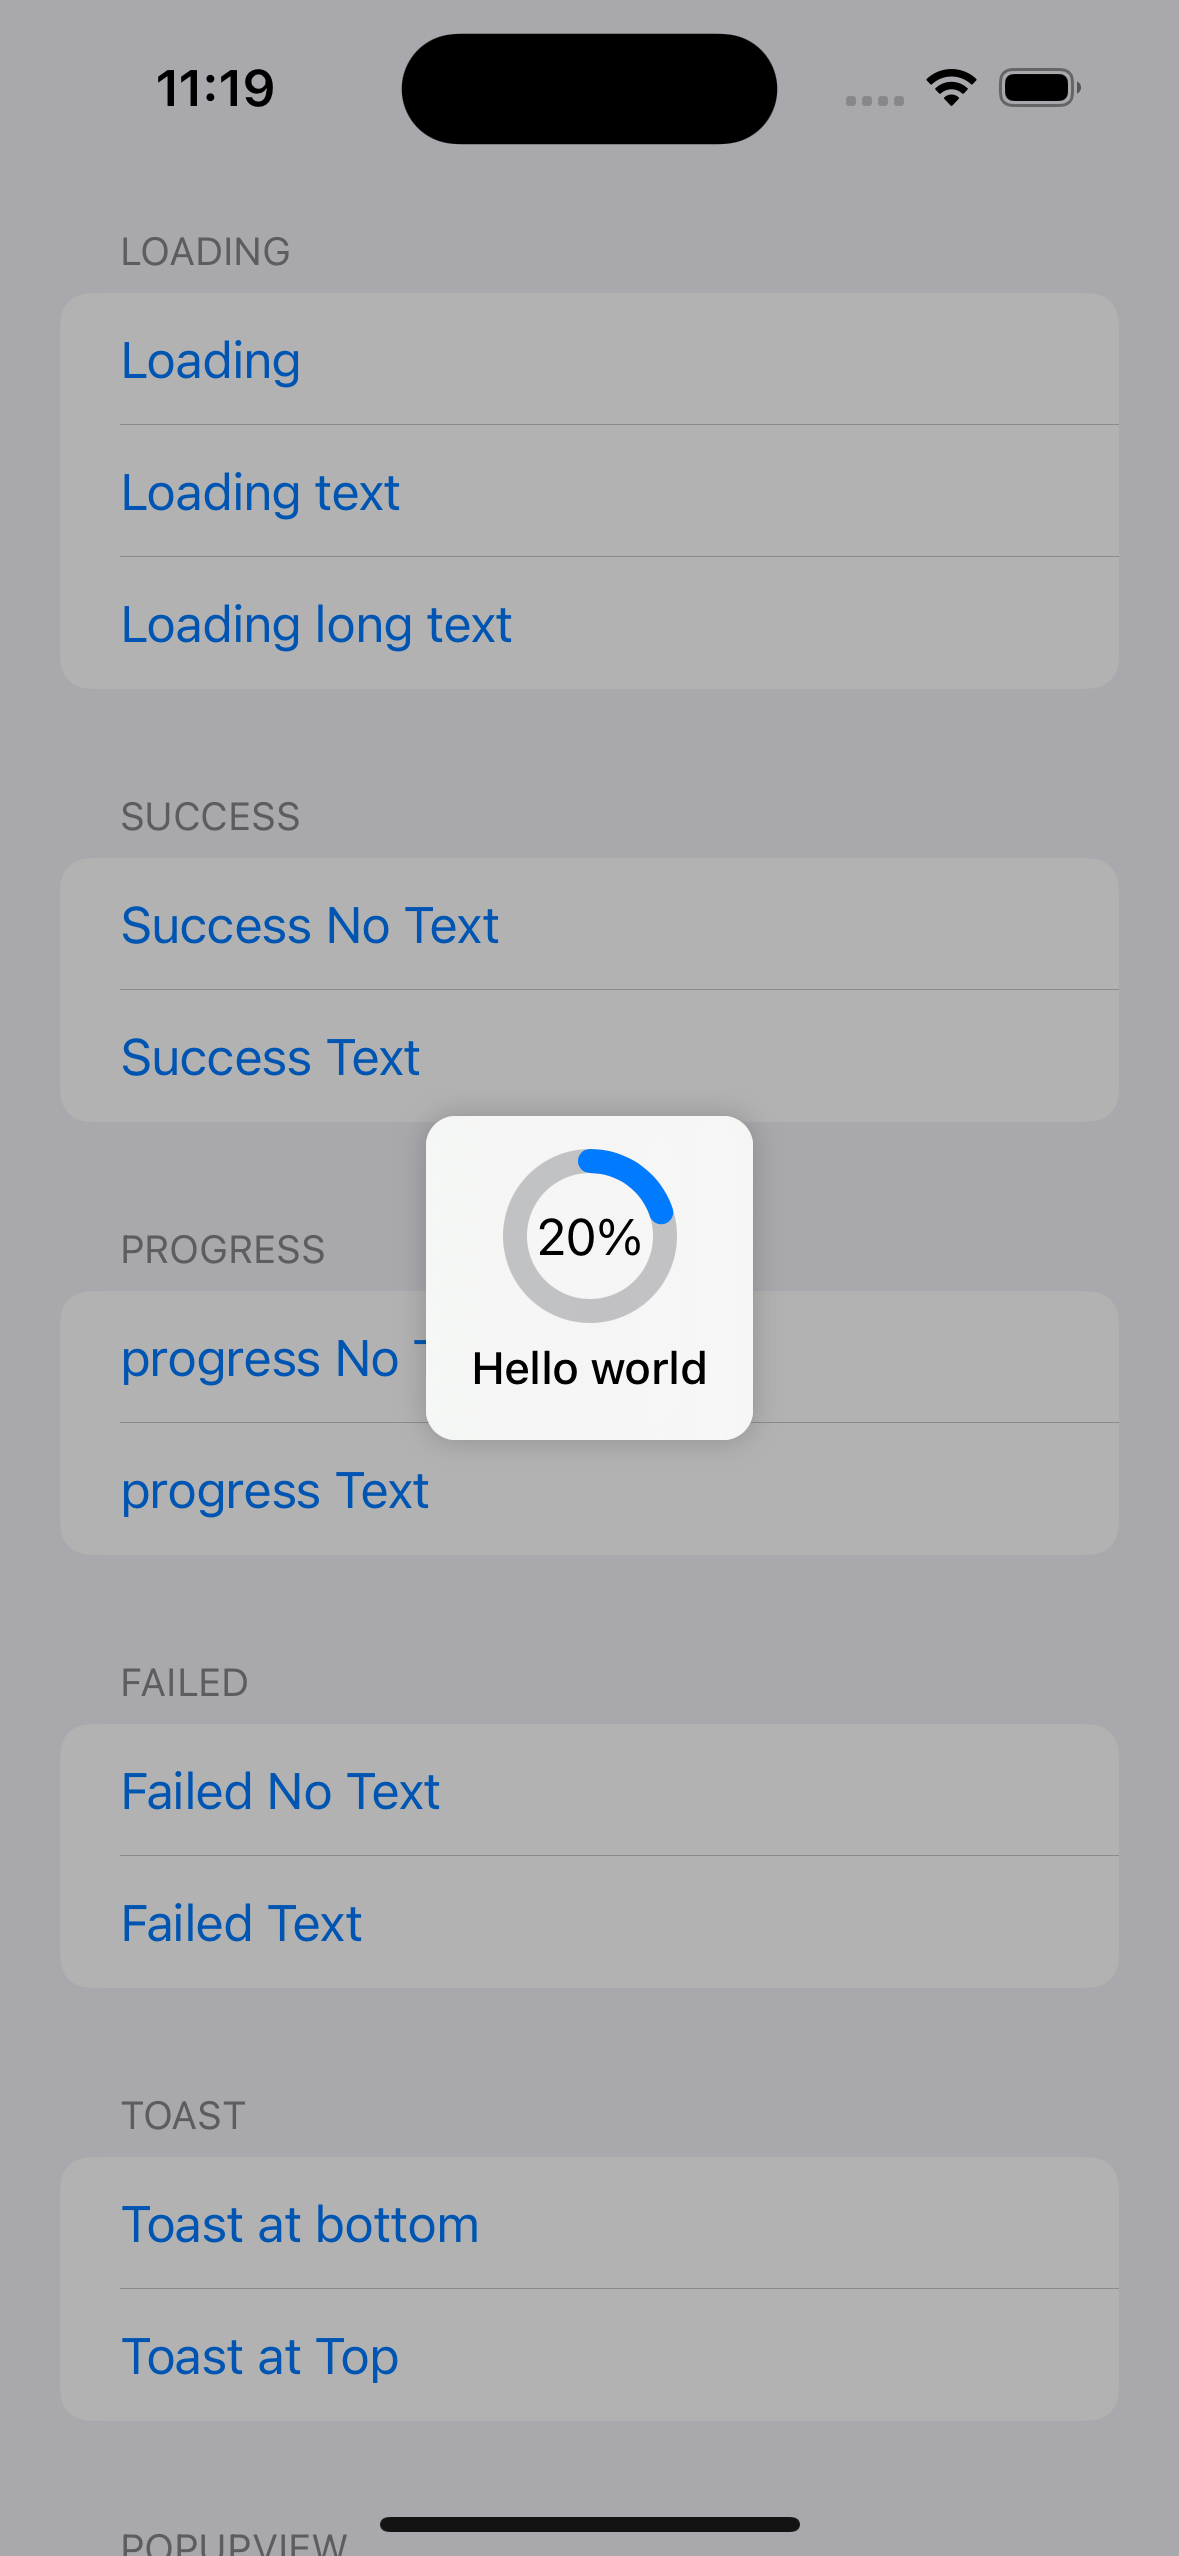 11:19
LOADING
Loading
Loading text
Loading long text
SUCCESS
Success No Text
Success Text
20%
PROGRESS
progress No T
Hello world
progress Text
FAILED
Failed No Text
Failed Text
TOAST
Toast at bottom
Toast at Top
POPUPVIEW